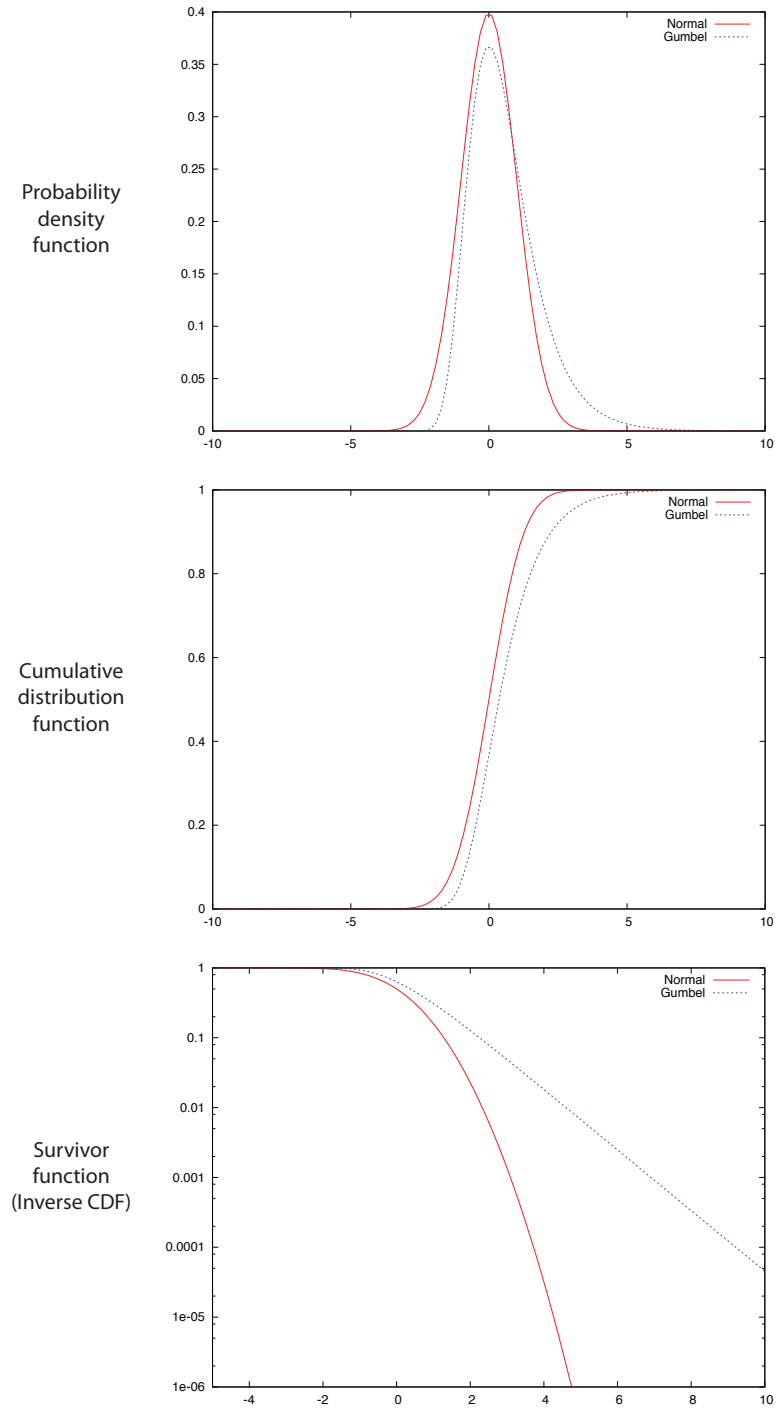 0.4
0.35
0.3
0.25
0.2
0.15
0.1
0.05
0
-10
-5
0
5
10
Normal
Gumbel
Probability
density
function
1
0.8
0.6
0.4
0.2
0
-10
-5
0
5
10
Normal
Gumbel
Cumulative
distribution
function
1
0.1
0.01
0.001
0.0001
1e-05
1e-06
-4
-2
0
2
4
6
8
10
Normal
Gumbel
Survivor
function
(Inverse CDF)